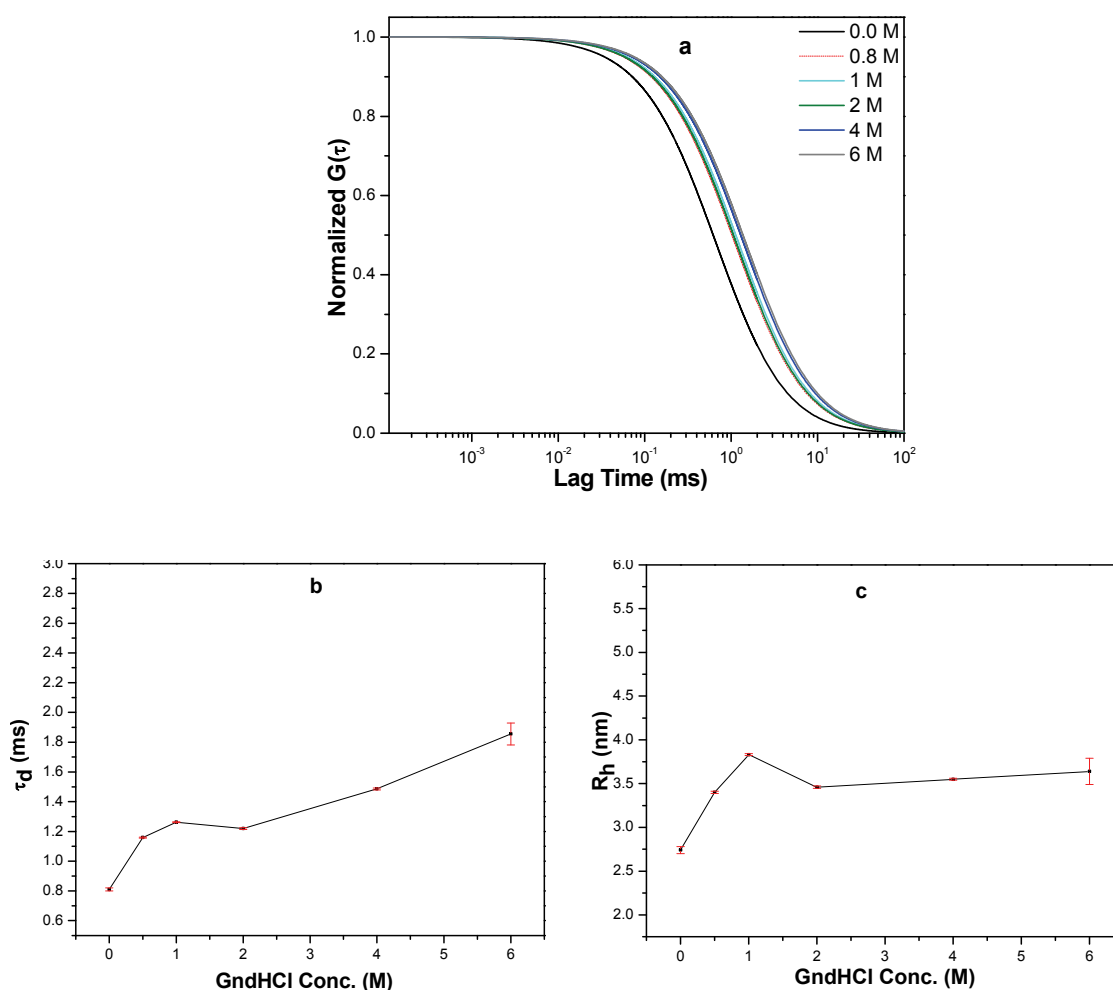 a
0.0 M
0.8 M
1 M
2 M
4 M
6 M
1.0
0.8
0.6
0.4
0.2
0.0
Normalized G(τ)
10⁻³ 10⁻² 10⁻¹ 10⁰ 10¹ 10²
Lag Time (ms)
b
3.0
2.8
2.6
2.4
2.2
2.0
1.8
1.6
1.4
1.2
1.0
0.8
0.6
τd (ms)
0 1 2 3 4 5 6
GndHCl Conc. (M)
c
6.0
5.5
5.0
4.5
4.0
3.5
3.0
2.5
2.0
Rh (nm)
0 1 2 3 4 5 6
GndHCl Conc. (M)